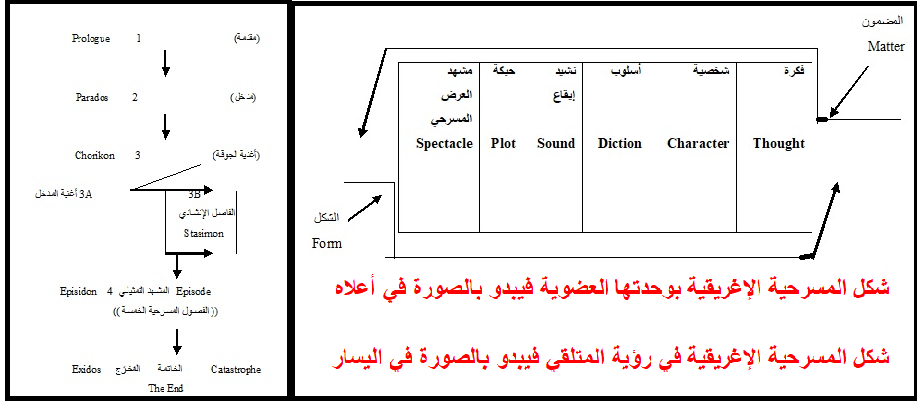 Prologue 1 (مقدمة)
Parados 2 (مدخل)
Chorikon 3 (أغنية لجوقة)
3A أغنية المدخل
3B
الفاصل الإنشادي
Stasimon
Episidon 4 المشهد التمثيلي Episode
((الفصول المسرحية الخمسة))
Exidos الخاتمة المخرج Catastrophe
The End
المضمون
Matter
مشهد العرض المسرحي Spectacle
حبكة Plot
نشيد إيقاع Sound
أسلوب Diction
شخصية Character
فكرة Thought
الشكل
Form
شكل المسرحية الإغريقية بوحدتها العضوية فيبدو بالصورة في أعلاه
شكل المسرحية الإغريقية في رؤية المتلقي فيبدو بالصورة في اليسار